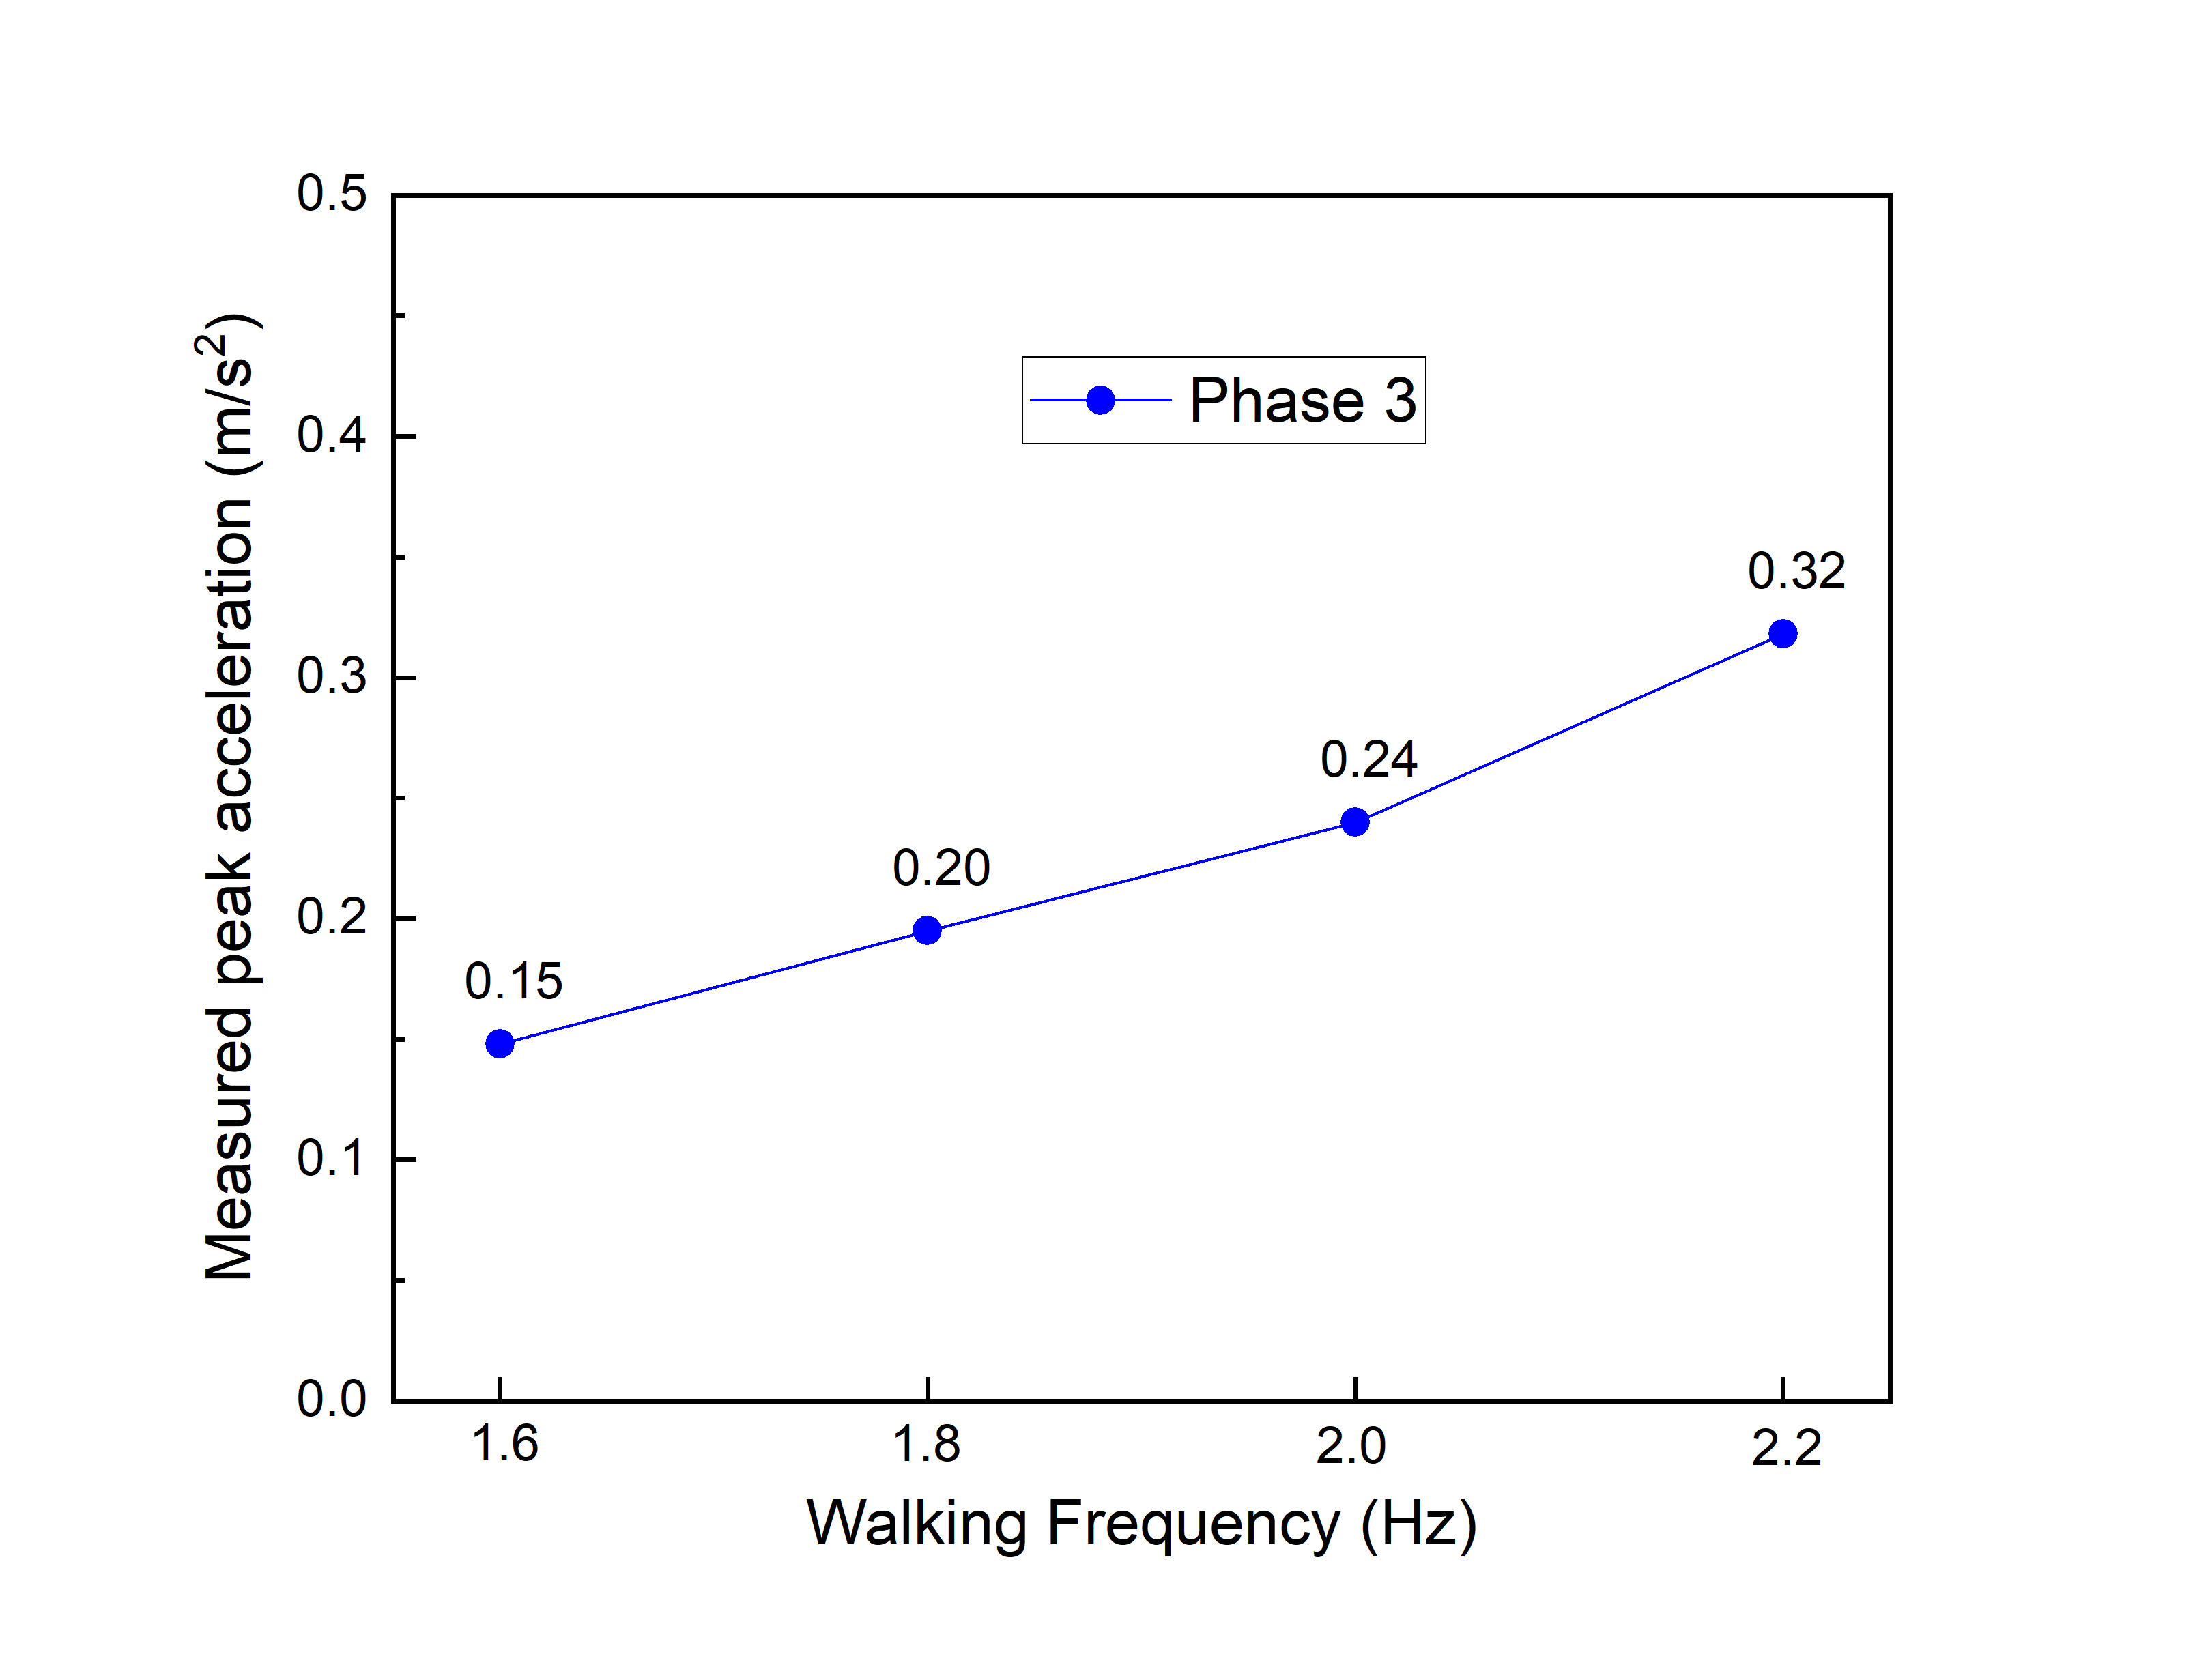 0.5
Phase 3
0.4
0.32
0.3
0.24
0.20
0.2
0.15
0.1
0.0
1.6 1.8 2.0 2.2
Walking Frequency (Hz)
Measured peak acceleration (m/s²)